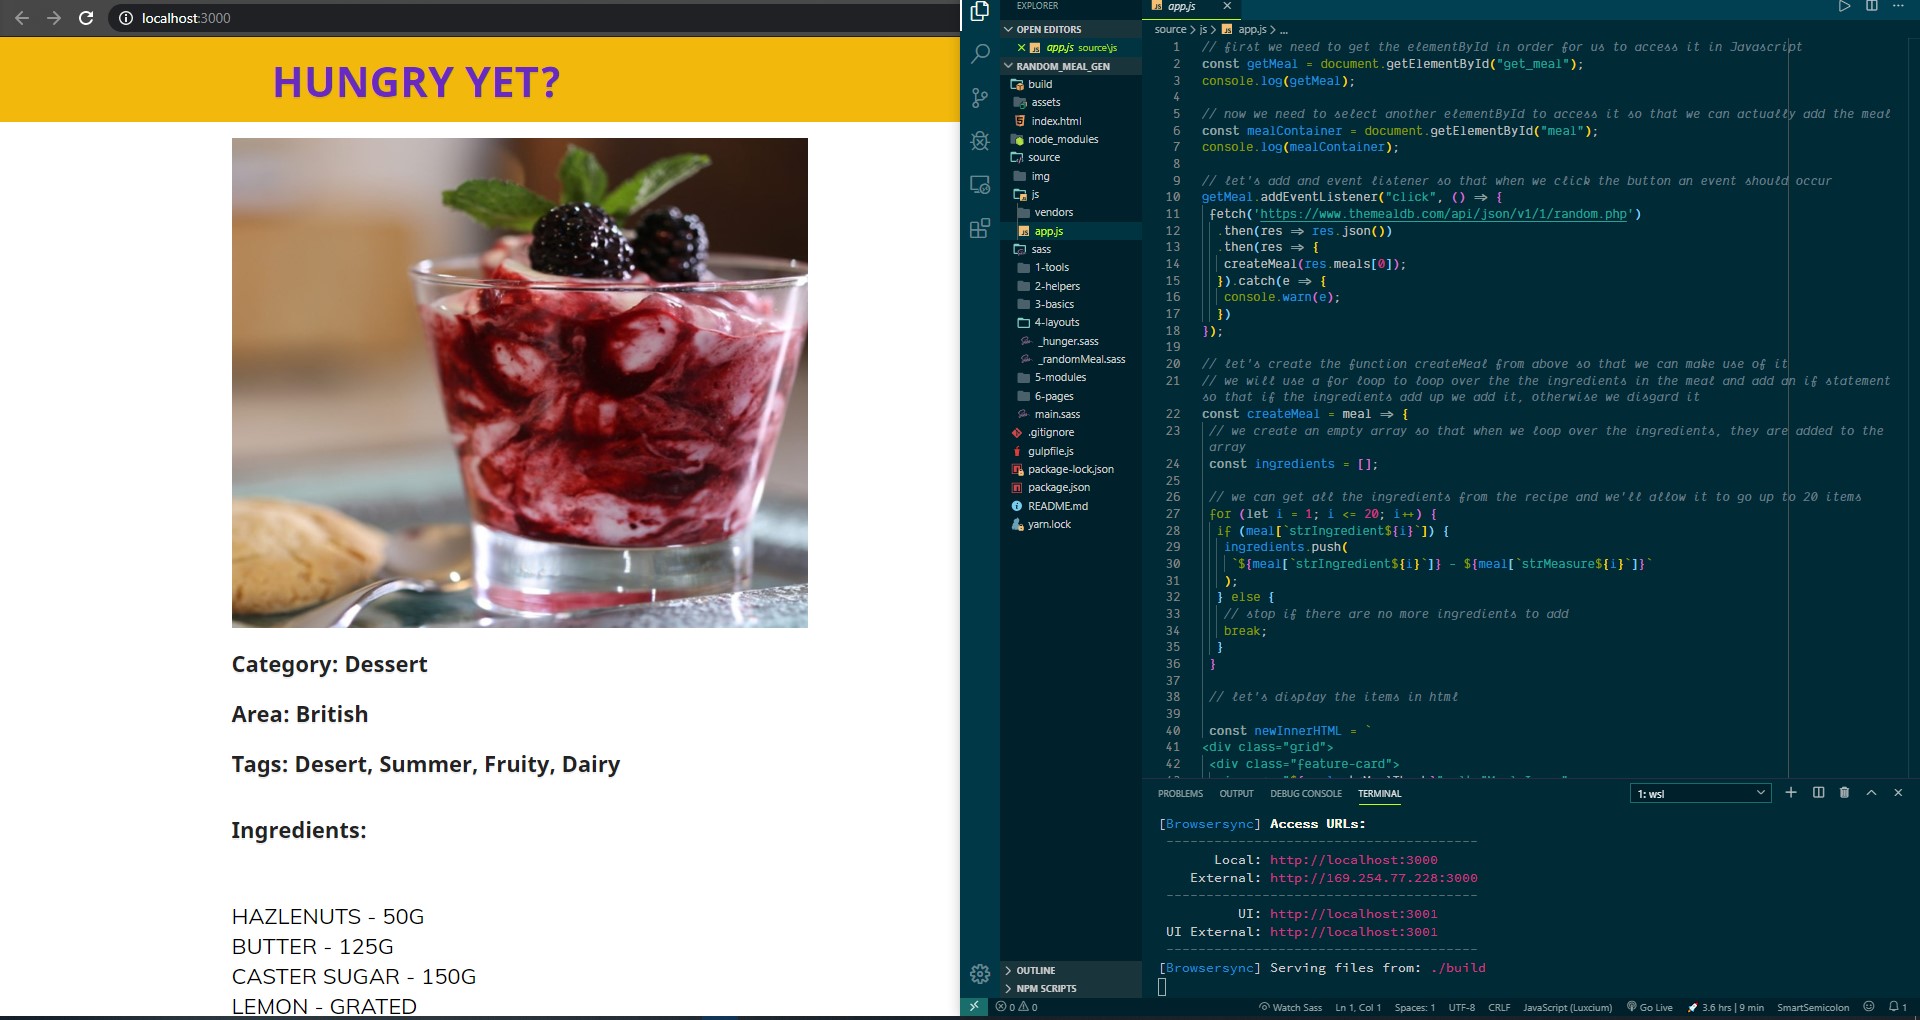 localhost:3000
HUNGRY YET?
Category: Dessert
Area: British
Tags: Desert, Summer, Fruity, Dairy
Ingredients:
HAZLENUTS - 50G
BUTTER - 125G
CASTER SUGAR - 150G
LEMON - GRATED
EXPLORER
OPEN EDITORS
app.js source\js
RANDOM_MEAL_GEN
build
assets
index.html
node_modules
source
img
js
vendors
app.js
sass
1-tools
2-helpers
3-basics
4-layouts
_hunger.sass
_randomMeal.sass
5-modules
6-pages
main.sass
.gitignore
gulpfile.js
package-lock.json
package.json
README.md
yarn.lock
OUTLINE
NPM SCRIPTS
app.js
source > js > app.js > ...
1 // first we need to get the elementById in order for us to access it in Javascript
2 const getMeal = document.getElementById("get_meal");
3 console.log(getMeal);
4
5 // now we need to select another elementById to access it so that we can actually add the meal
6 const mealContainer = document.getElementById("meal");
7 console.log(mealContainer);
8
9 // let's add and event listener so that when we click the button an event should occur
10 getMeal.addEventListener("click", () => {
11 fetch('https://www.themealdb.com/api/json/v1/1/random.php')
12 .then(res => res.json())
13 .then(res => {
14 createMeal(res.meals[0]);
15 }).catch(e => {
16 console.warn(e);
17 })
18 });
19
20 // let's create the function createMeal from above so that we can make use of it
21 // we will use a for loop to loop over the the ingredients in the meal and add an if statement
so that if the ingredients add up we add it, otherwise we disgard it
22 const createMeal = meal => {
23 // we create an empty array so that when we loop over the ingredients, they are added to the
array
24 const ingredients = [];
25
26 // we can get all the ingredients from the recipe and we'll allow it to go up to 20 items
27 for (let i = 1; i <= 20; i++) {
28 if (meal[`strIngredient${i}`]) {
29 ingredients.push(
30 `${meal[`strIngredient${i}`]} - ${meal[`strMeasure${i}`]}`
31 );
32 } else {
33 // stop if there are no more ingredients to add
34 break;
35 }
36 }
37
38 // let's display the items in html
39
40 const newInnerHTML = `
41 <div class="grid">
42 <div class="feature-card">
PROBLEMS OUTPUT DEBUG CONSOLE TERMINAL 1: wsl
[Browsersync] Access URLs:
--------------------------------------
Local: http://localhost:3000
External: http://169.254.77.228:3000
--------------------------------------
UI: http://localhost:3001
UI External: http://localhost:3001
--------------------------------------
[Browsersync] Serving files from: ./build
0 0 Watch Sass Ln 1, Col 1 Spaces: 1 UTF-8 CRLF JavaScript (Luxcium) Go Live 3.6 hrs | 9 min SmartSemicolon 1